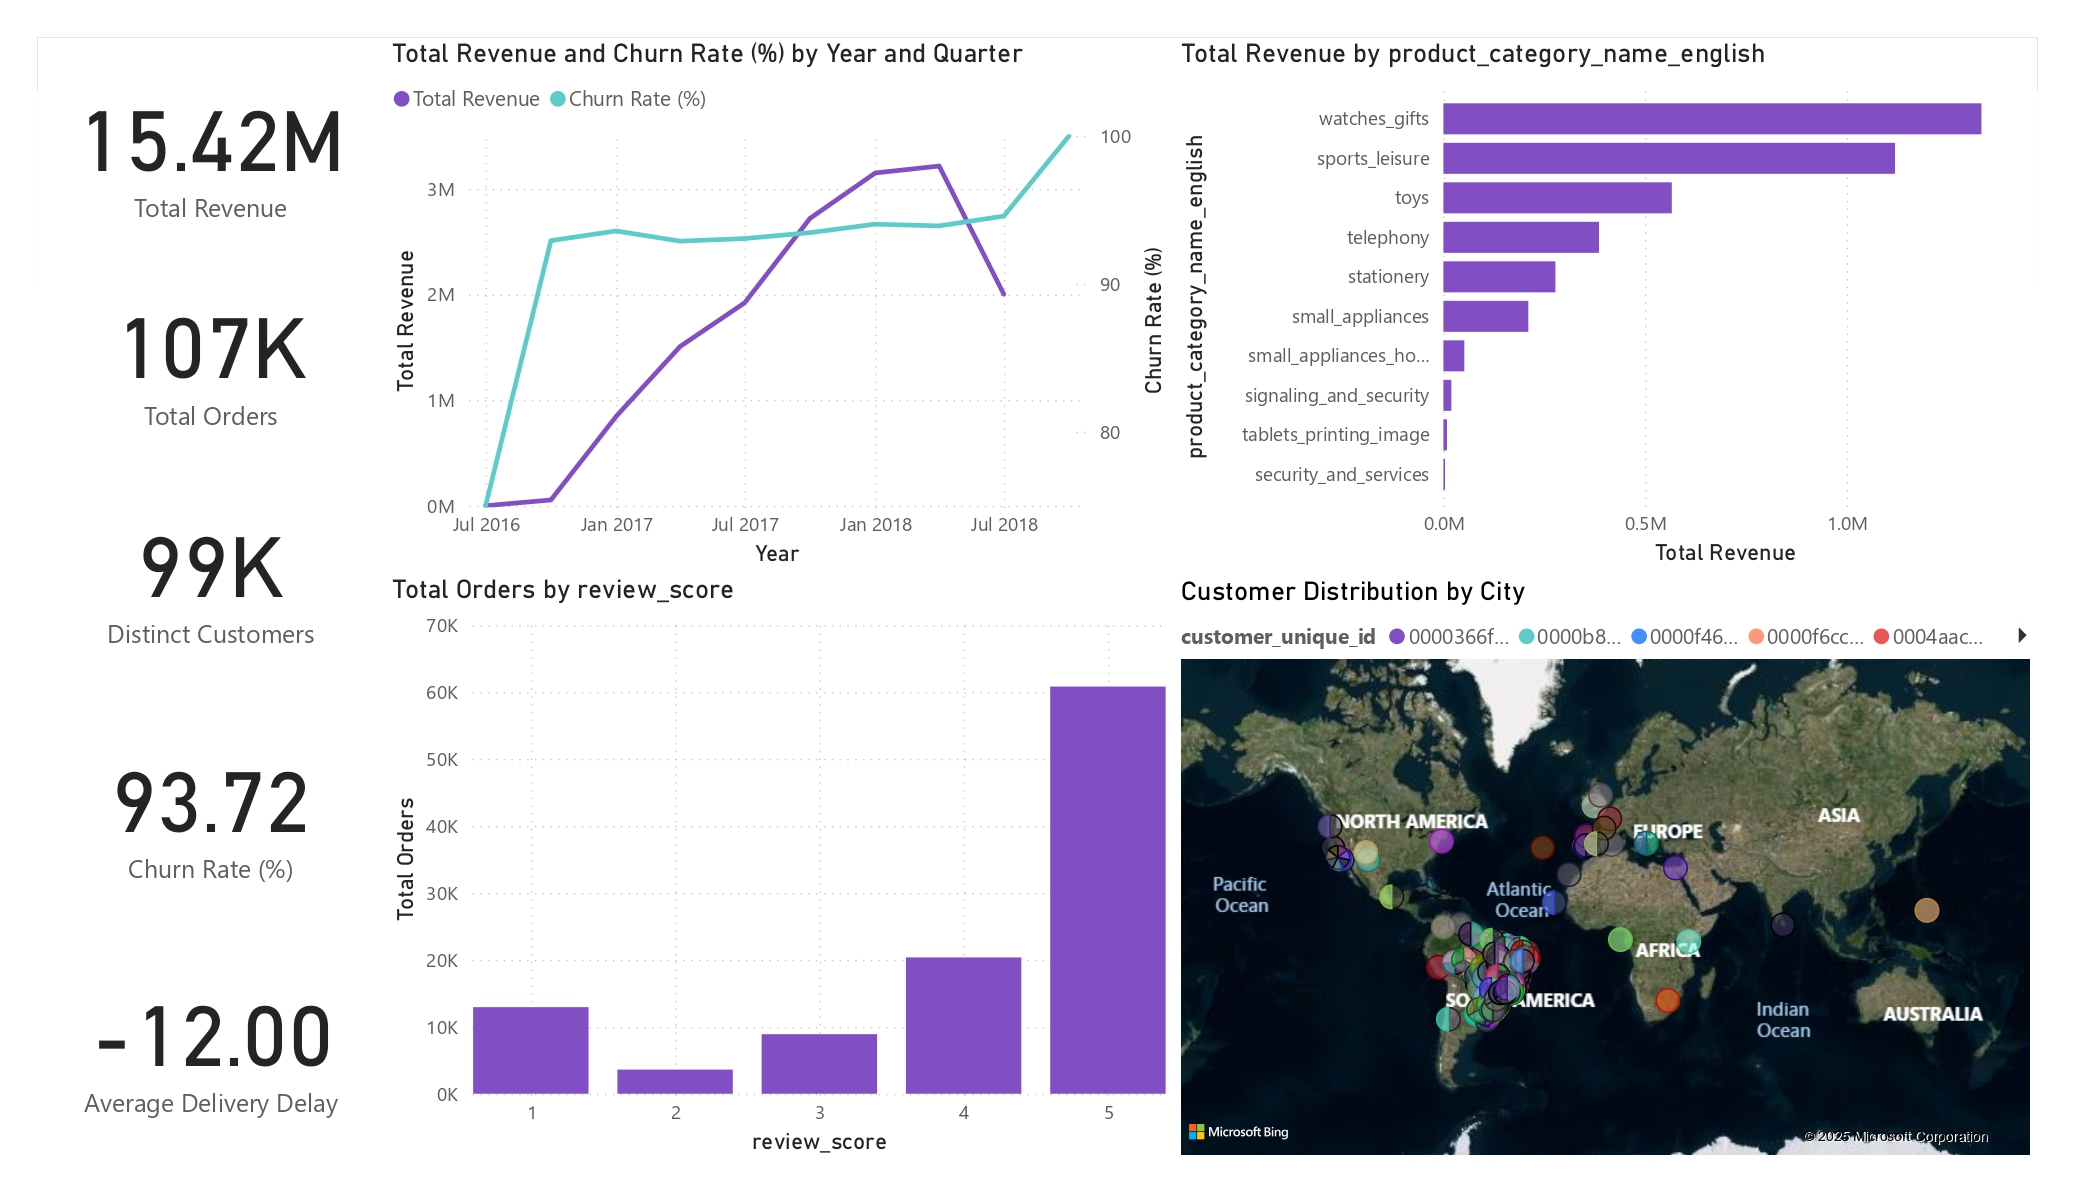 15.42M
Total Revenue
107K
Total Orders
99K
Distinct Customers
93.72
Churn Rate (%)
-12.00
Average Delivery Delay
Total Revenue and Churn Rate (%) by Year and Quarter
Total Revenue
Churn Rate (%)
Total Revenue
3M
2M
1M
0M
100
90
80
Churn Rate (%)
Jul 2016
Jan 2017
Jul 2017
Jan 2018
Jul 2018
Year
Total Revenue by product_category_name_english
product_category_name_english
watches_gifts
sports_leisure
toys
telephony
stationery
small_appliances
small_appliances_ho...
signaling_and_security
tablets_printing_image
security_and_services
0.0M
0.5M
1.0M
Total Revenue
Total Orders by review_score
Total Orders
70K
60K
50K
40K
30K
20K
10K
0K
1
2
3
4
5
review_score
Customer Distribution by City
customer_unique_id
0000366f...
0000b8...
0000f46...
0000f6cc...
0004aac...
NORTH AMERICA
EUROPE
ASIA
Pacific
Ocean
Atlantic
Ocean
AFRICA
SO
AMERICA
Indian
Ocean
AUSTRALIA
Microsoft Bing
© 2025 Microsoft Corporation